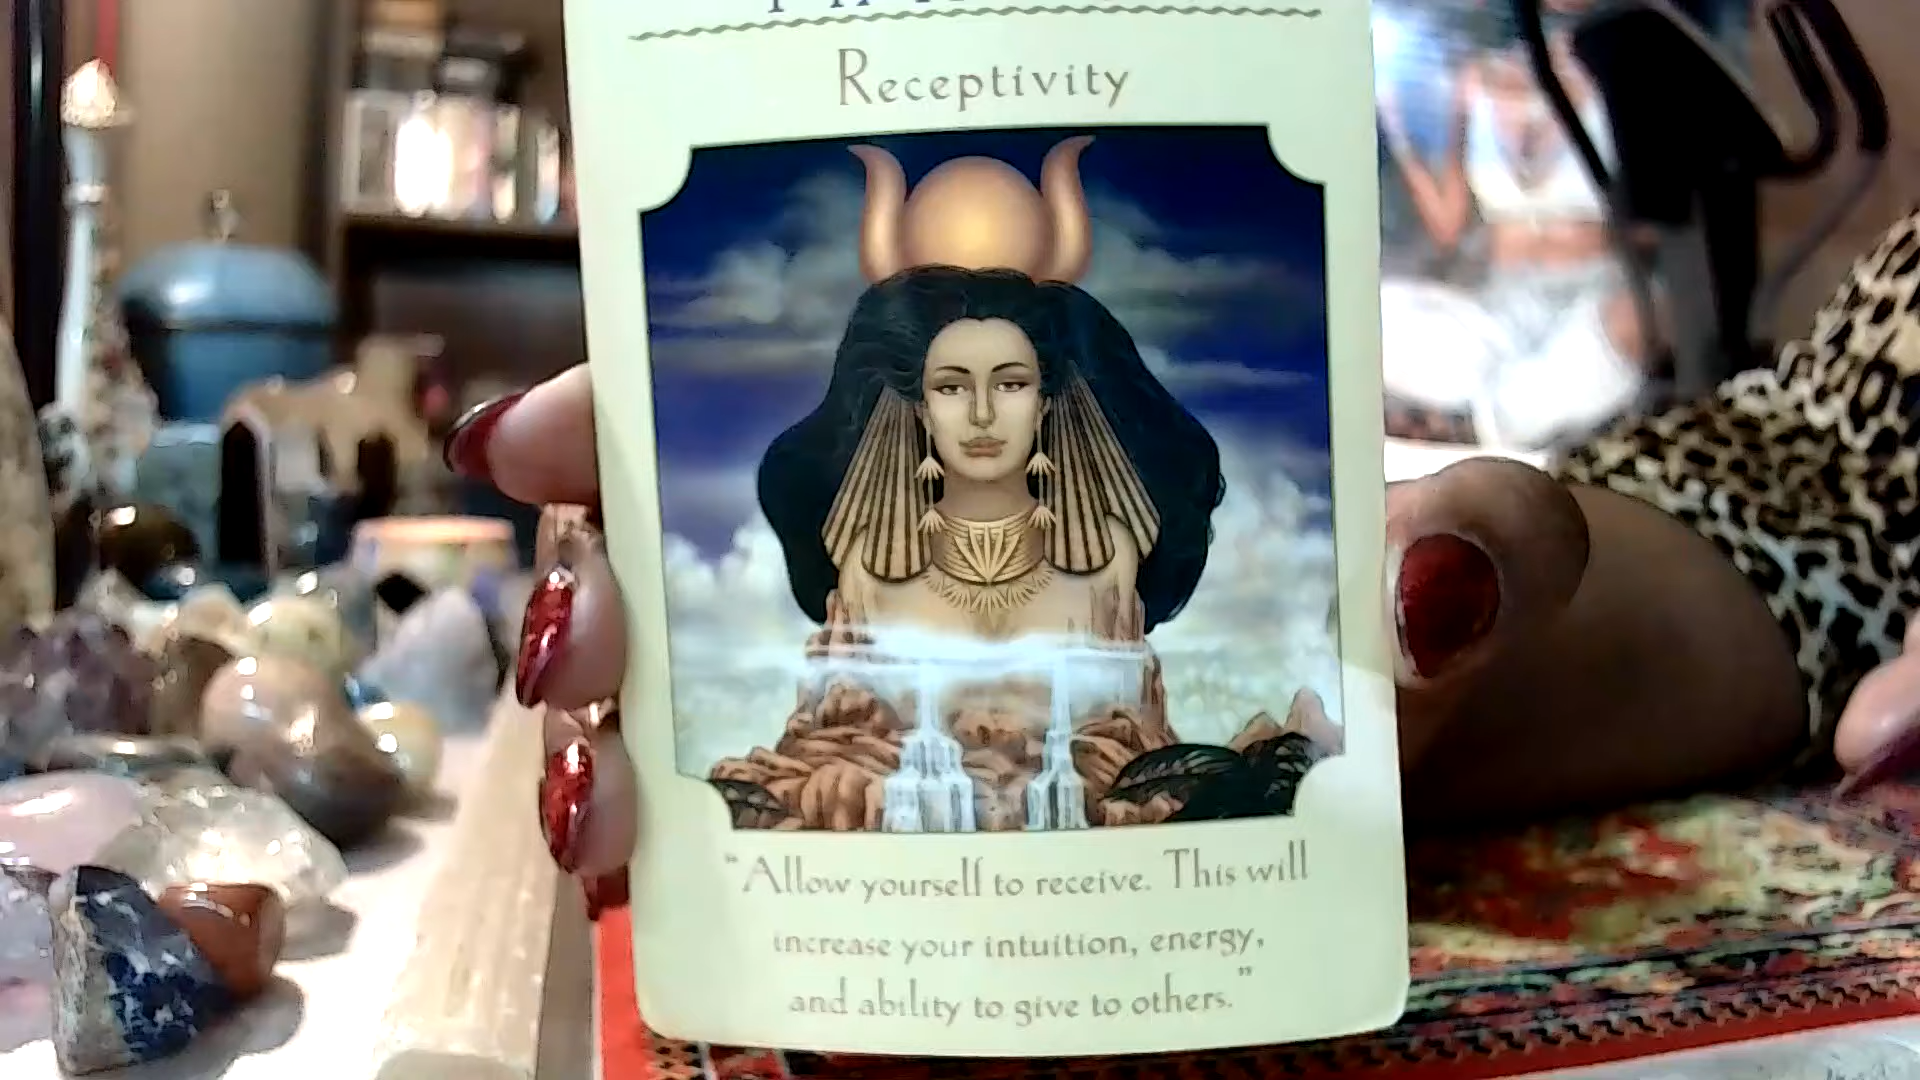 Receptivity
"Allow yourself to receive. This will
increase your intuition, energy,
and ability to give to others."